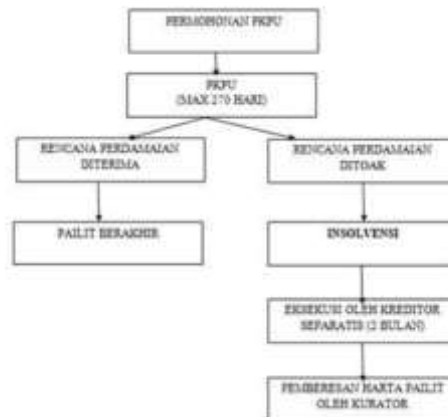 PERMOHONAN PKPU
PKPU
(MAX 270 HARI)
RENCANA PERDAMAIAN
DITERIMA
RENCANA PERDAMAIAN
DITOAK
PAILIT BERAKHIR
INSOLVENSI
EKSEKUSI OLEH KREDITOR
SEPARATIS (2 BULAN)
PEMBERESAN HARTA PAILIT
OLEH KURATOR